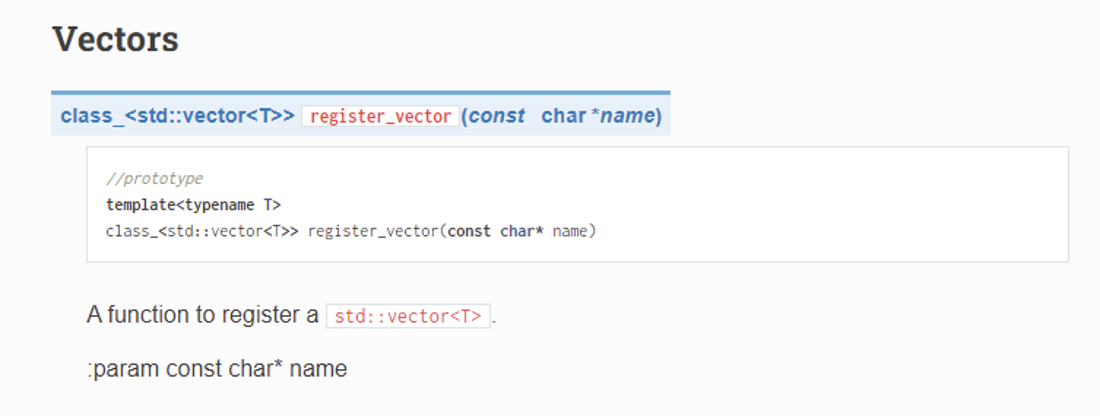 Vectors
class_<std::vector<T>> register_vector(const char *name)
//prototype
template<typename T>
class_<std::vector<T>> register_vector(const char* name)
A function to register a std::vector<T>.
:param const char* name